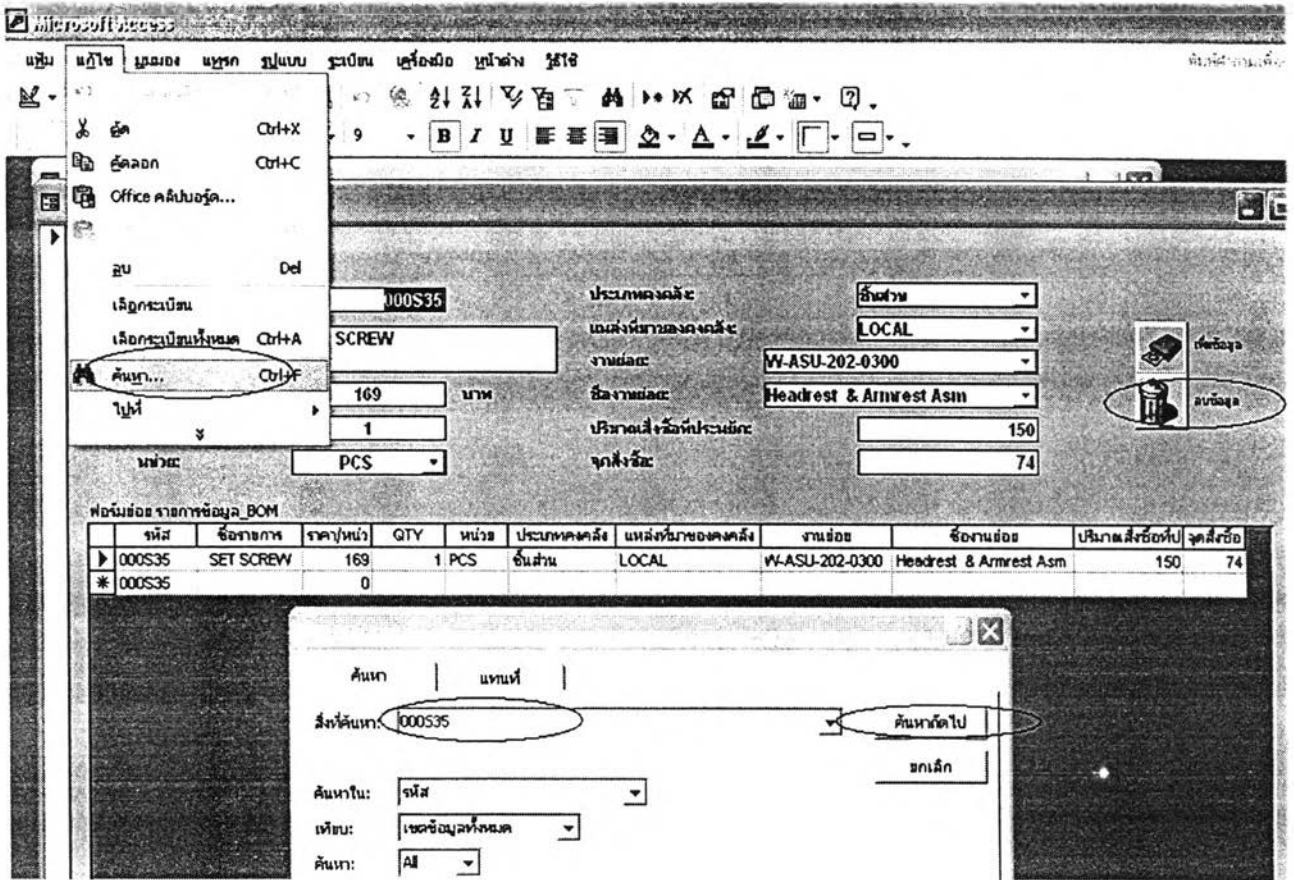 Microsoft Access
แฟ้ม แก้ไข มุมมอง แทรก รูปแบบ ระเบียน เครื่องมือ หน้าต่าง วิธีใช้
9 B I U A
ตัด Ctrl+X
คัดลอก Ctrl+C
Office คลิปบอร์ด...
ลบ Del
เลือกระเบียน
เลือกระเบียนทั้งหมด Ctrl+A
ค้นหา... Ctrl+F
ไปที่
000S35
SCREW
169 บาท
1
หน่วย: PCS
ประเภทคงคลัง: ชิ้นส่วน
แหล่งที่มาของคงคลัง: LOCAL
งานย่อย: W-ASU-202-0300
ชื่องานย่อย: Headrest & Armrest Asm
ปริมาณสั่งซื้อที่ประหยัด: 150
จุดสั่งซื้อ: 74
เพิ่มข้อมูล
ลบข้อมูล
ฟอร์มย่อย รายการข้อมูล_BOM
รหัส ชื่อรายการ ราคา/หน่ว QTY หน่วย ประเภทคงคลัง แหล่งที่มาของคงคลัง งานย่อย ชื่องานย่อย ปริมาณสั่งซื้อที่ป จุดสั่งซื้อ
000S35 SET SCREW 169 1 PCS ชิ้นส่วน LOCAL W-ASU-202-0300 Headrest & Armrest Asm 150 74
000S35 0
ค้นหา แทนที่
สิ่งที่ค้นหา: 000S35 ค้นหาถัดไป
ยกเลิก
ค้นหาใน: รหัส
เทียบ: เขตข้อมูลทั้งหมด
ค้นหา: All